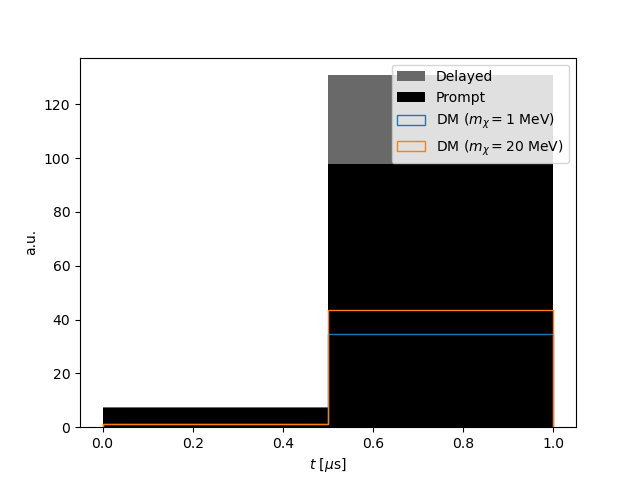 Delayed
Prompt
DM ($m_\chi = 1$ MeV)
DM ($m_\chi = 20$ MeV)
120
100
80
60
40
20
0
a.u.
0.0 0.2 0.4 0.6 0.8 1.0
t [μs]